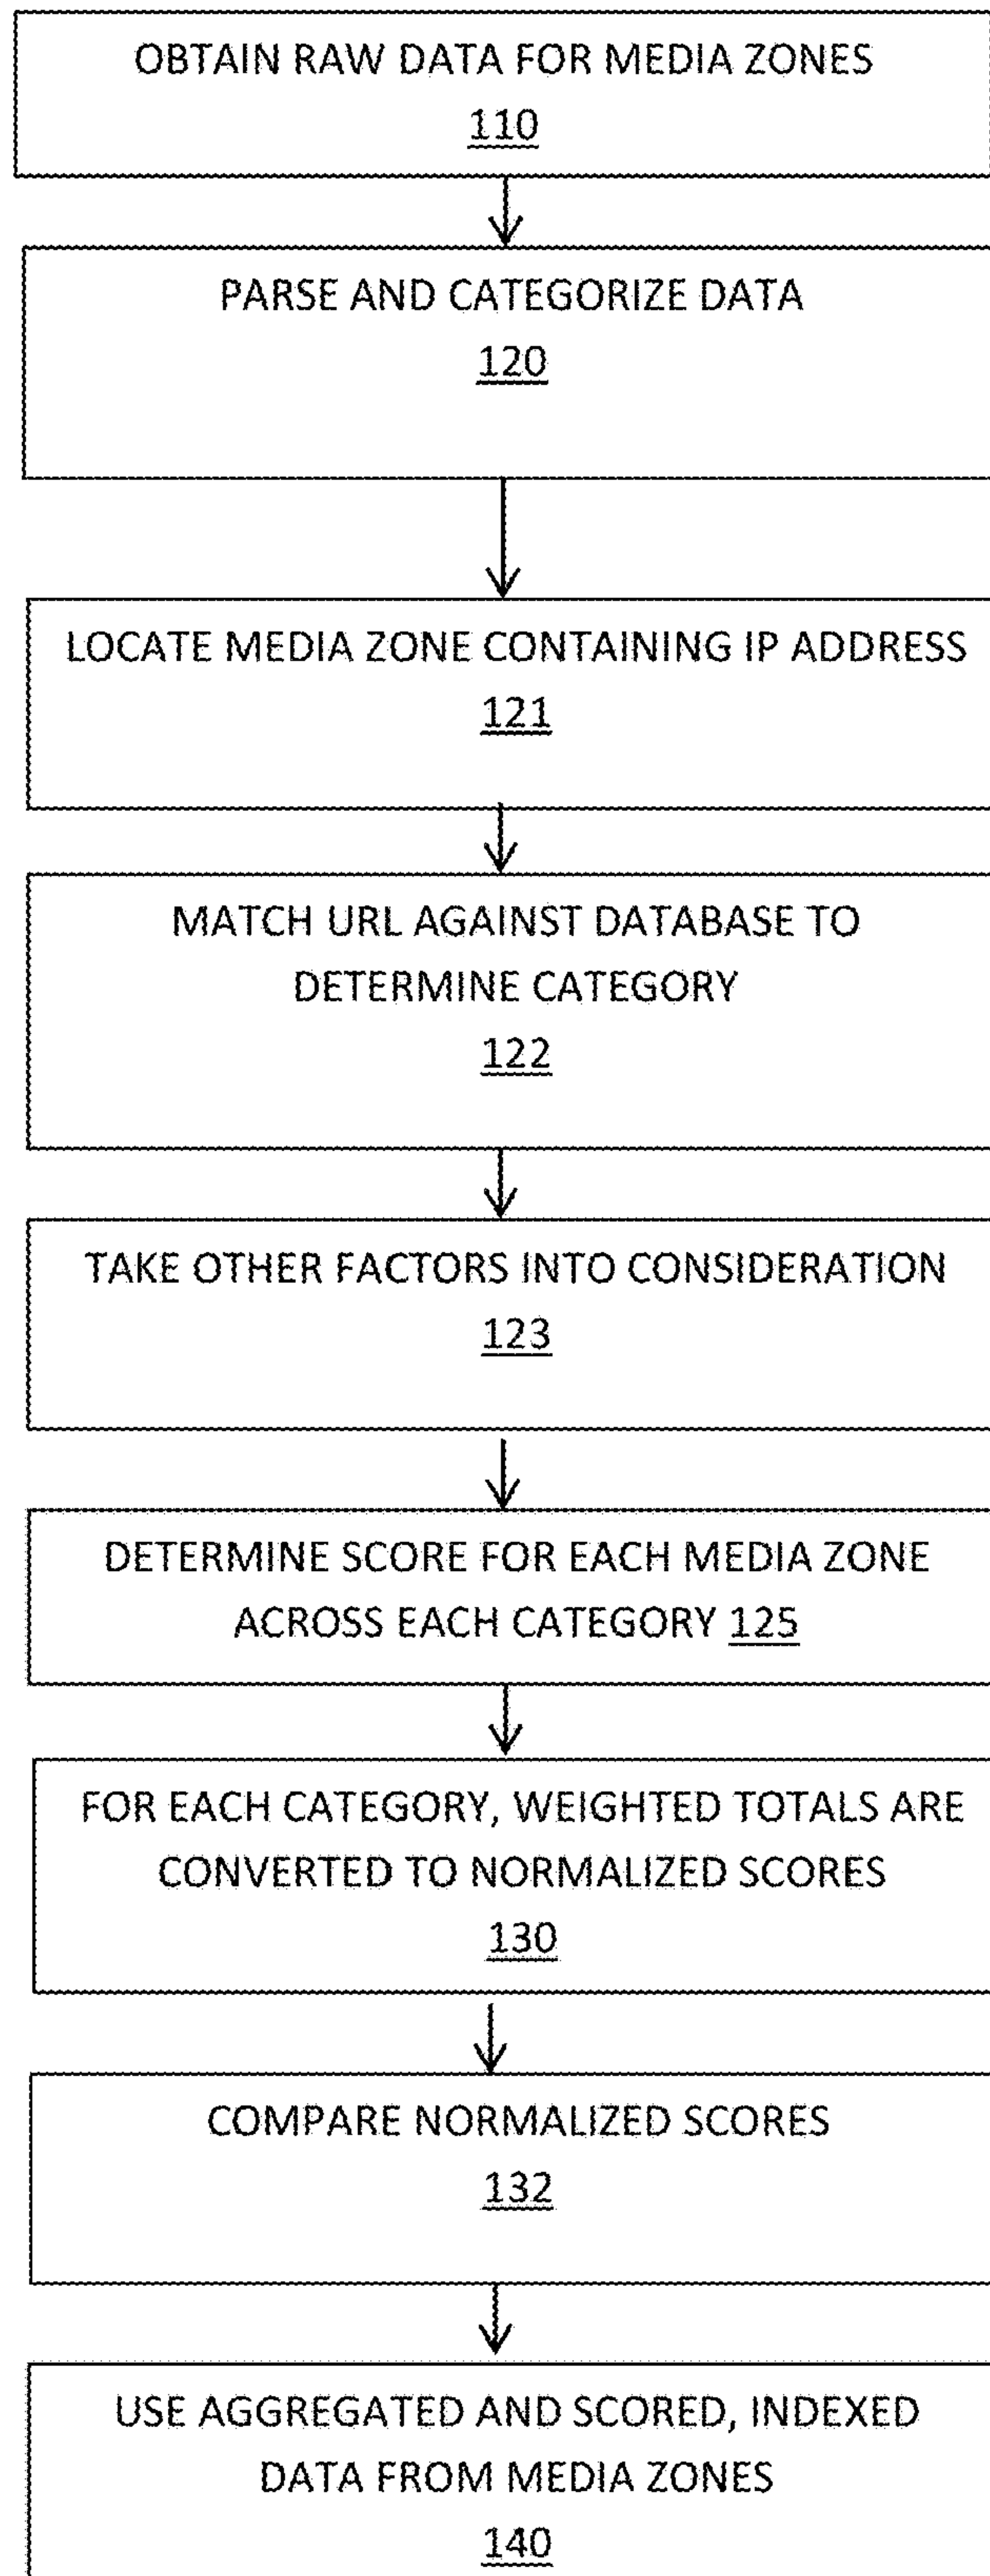 OBTAIN RAW DATA FOR MEDIA ZONES
110
PARSE AND CATEGORIZE DATA
120
LOCATE MEDIA ZONE CONTAINING IP ADDRESS
121
MATCH URL AGAINST DATABASE TO
DETERMINE CATEGORY
122
TAKE OTHER FACTORS INTO CONSIDERATION
123
DETERMINE SCORE FOR EACH MEDIA ZONE
ACROSS EACH CATEGORY 125
FOR EACH CATEGORY, WEIGHTED TOTALS ARE
CONVERTED TO NORMALIZED SCORES
130
COMPARE NORMALIZED SCORES
132
USE AGGREGATED AND SCORED, INDEXED
DATA FROM MEDIA ZONES
140